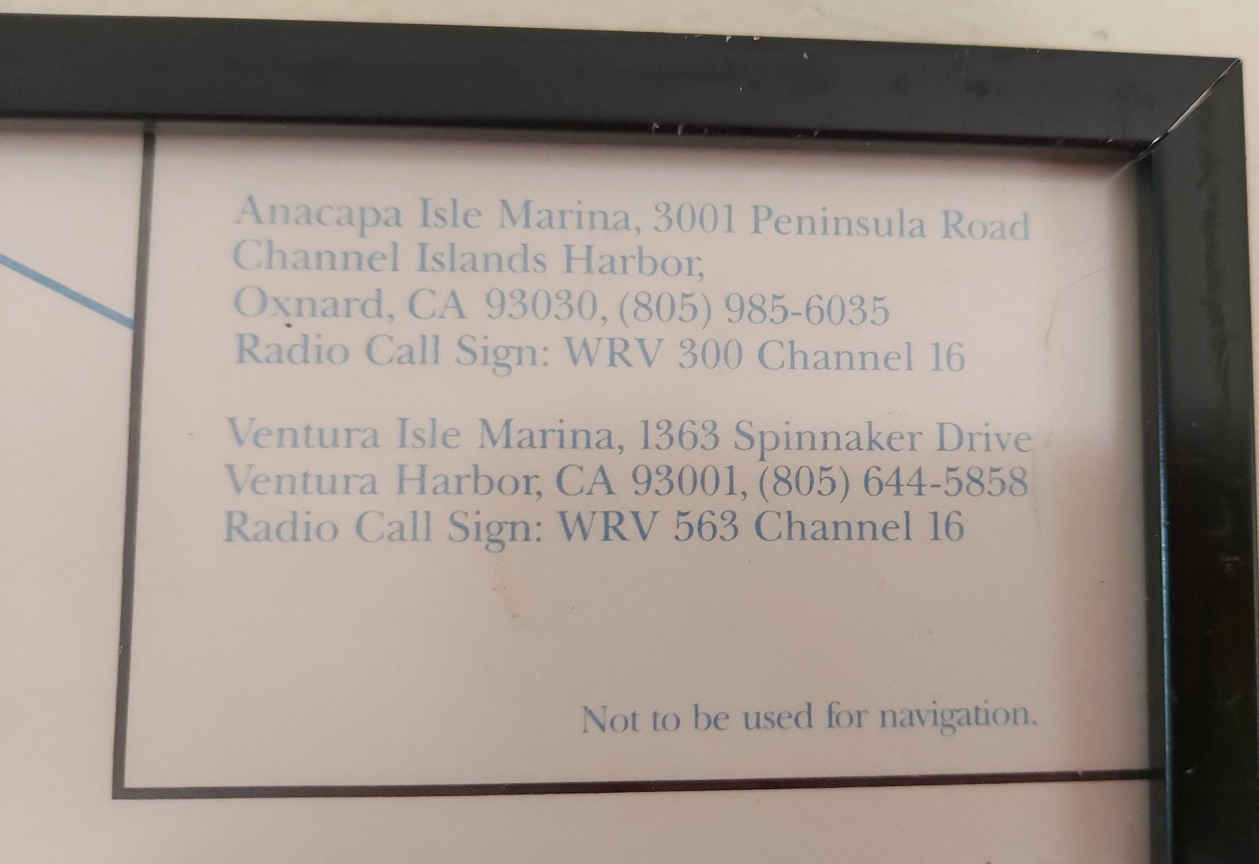 Anacapa Isle Marina, 3001 Peninsula Road
Channel Islands Harbor,
Oxnard, CA 93030, (805) 985-6035
Radio Call Sign: WRV 300 Channel 16
Ventura Isle Marina, 1363 Spinnaker Drive
Ventura Harbor, CA 93001, (805) 644-5858
Radio Call Sign: WRV 563 Channel 16
Not to be used for navigation.